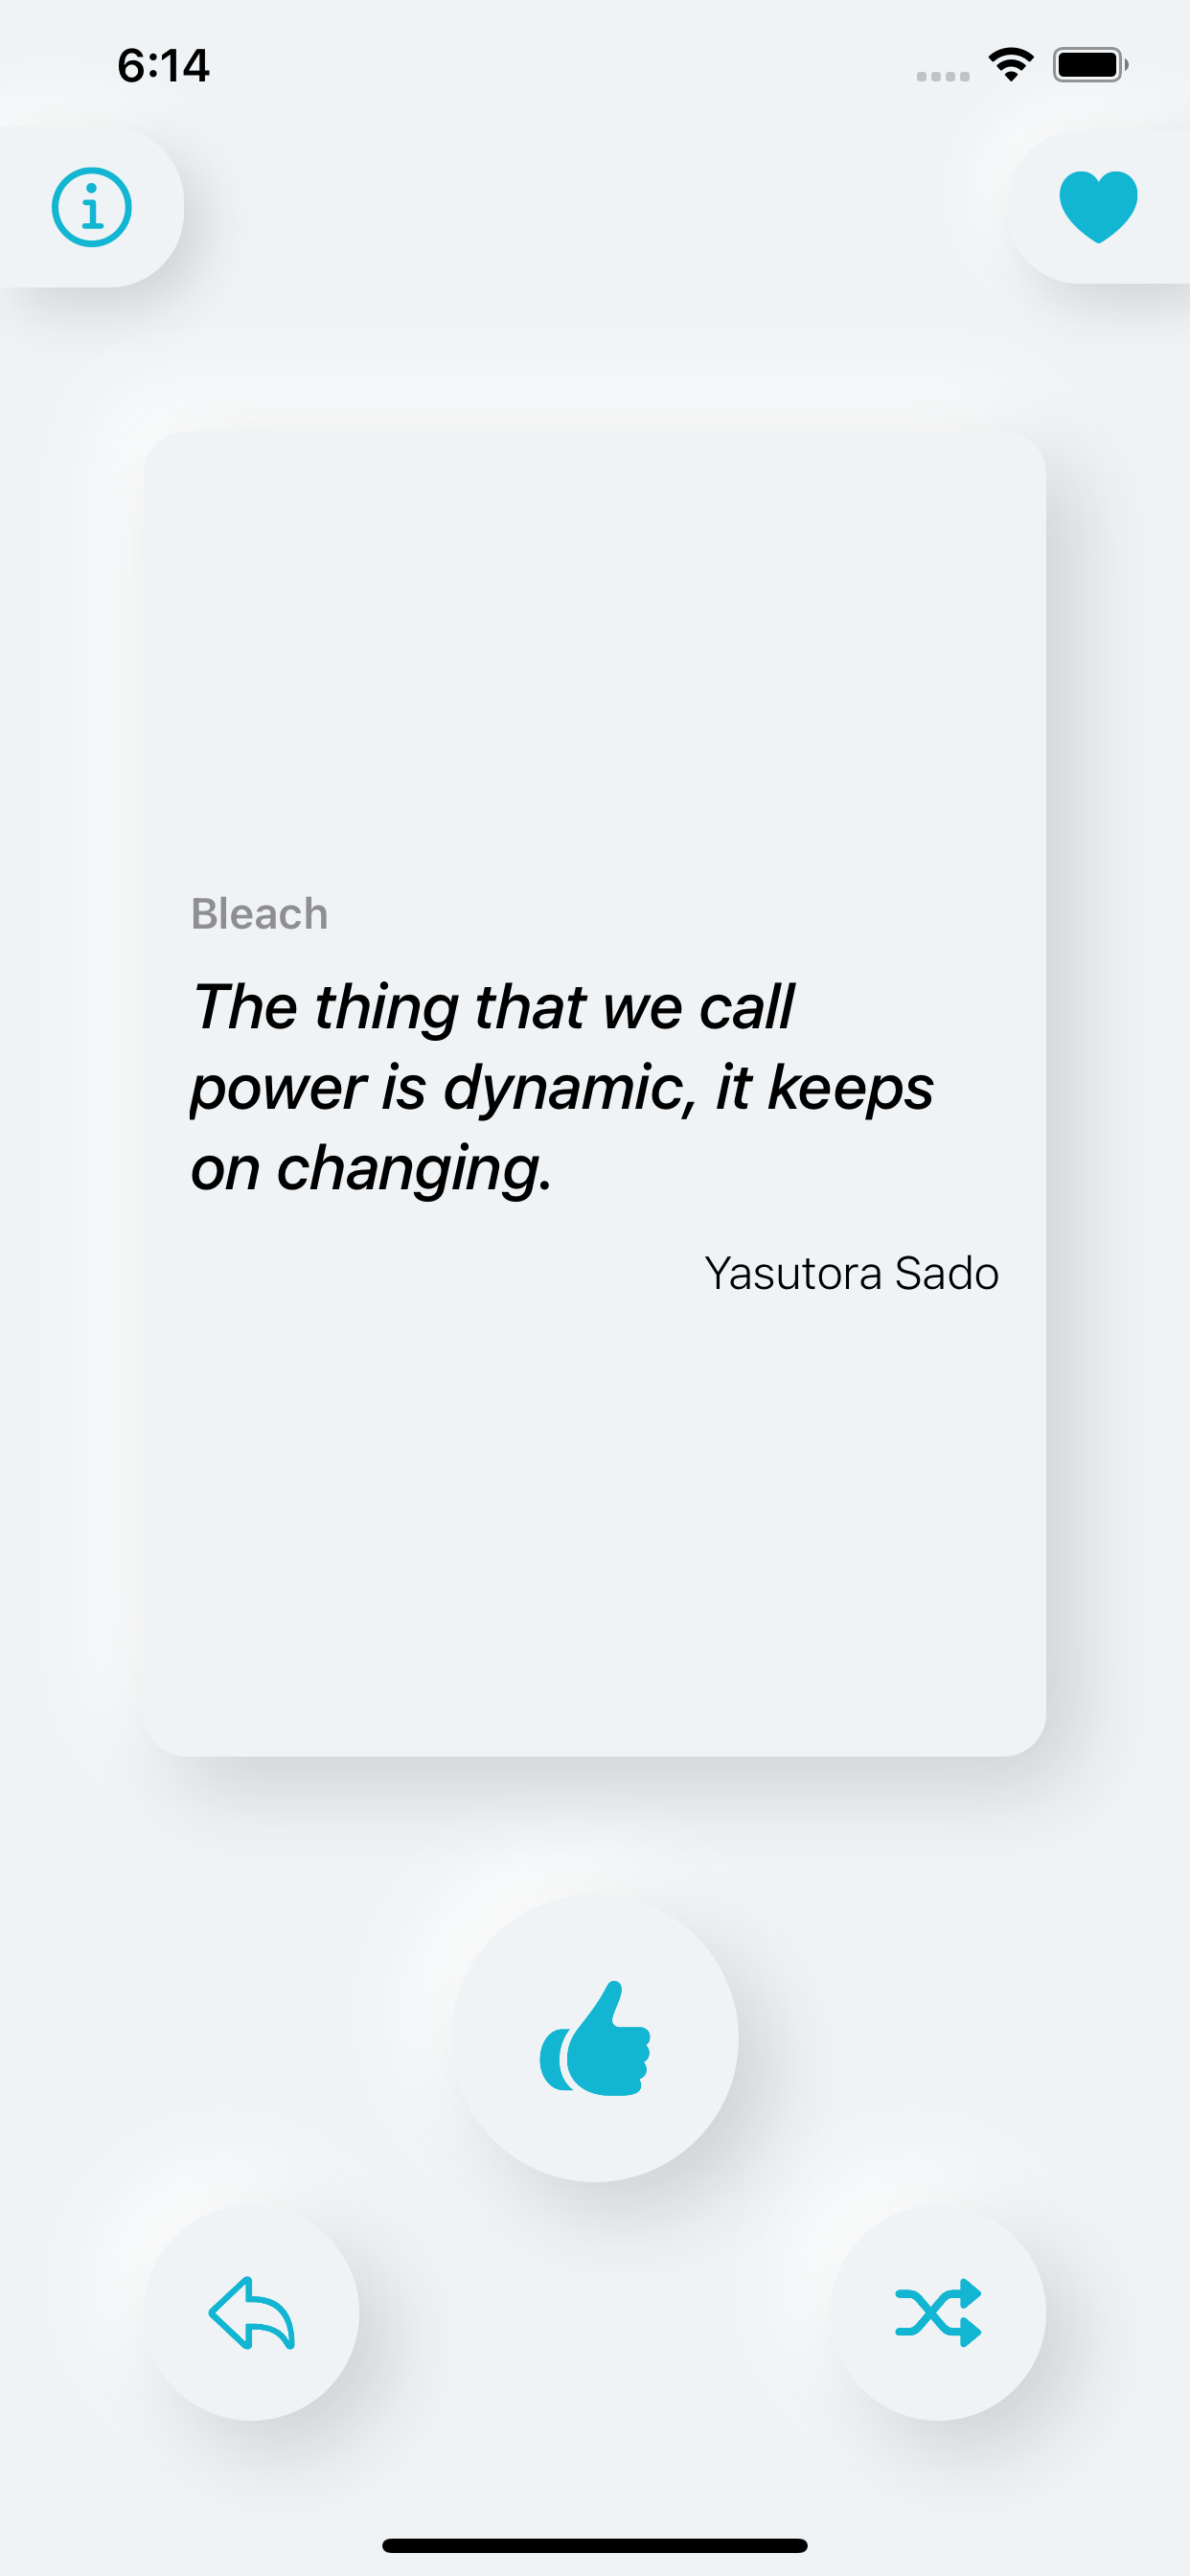 6:14
Bleach
The thing that we call
power is dynamic, it keeps
on changing.
Yasutora Sado